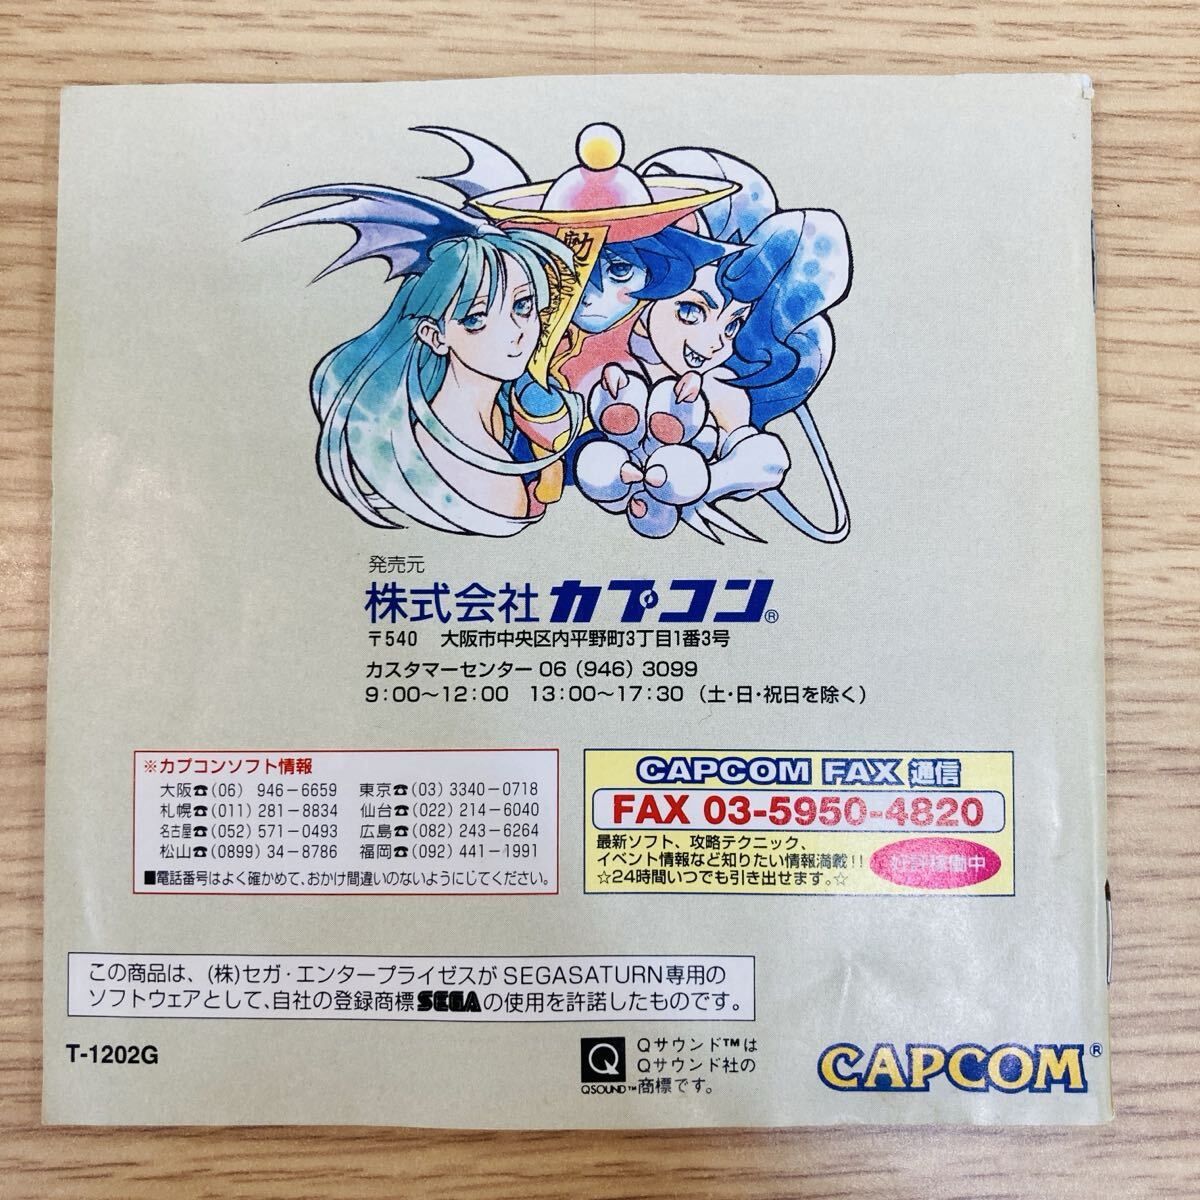 勅
発売元
株式会社カプコン®
〒540 大阪市中央区内平野町3丁目1番3号
カスタマーセンター 06 (946) 3099
9:00〜12:00 13:00〜17:30 (土・日・祝日を除く)
※カプコンソフト情報
大阪☎(06) 946-6659 東京☎(03) 3340-0718
札幌☎(011) 281-8834 仙台☎(022) 214-6040
名古屋☎(052) 571-0493 広島☎(082) 243-6264
松山☎(0899) 34-8786 福岡☎(092) 441-1991
■電話番号はよく確かめて、おかけ間違いのないようにしてください。
CAPCOM FAX 通信
FAX 03-5950-4820
最新ソフト、攻略テクニック、
イベント情報など知りたい情報満載!!
☆24時間いつでも引き出せます。☆
好評稼働中
この商品は、(株)セガ・エンタープライゼスがSEGASATURN専用の
ソフトウェアとして、自社の登録商標SEGAの使用を許諾したものです。
T-1202G
Q
QSOUND™
Qサウンド™は
Qサウンド社の
商標です。
CAPCOM®